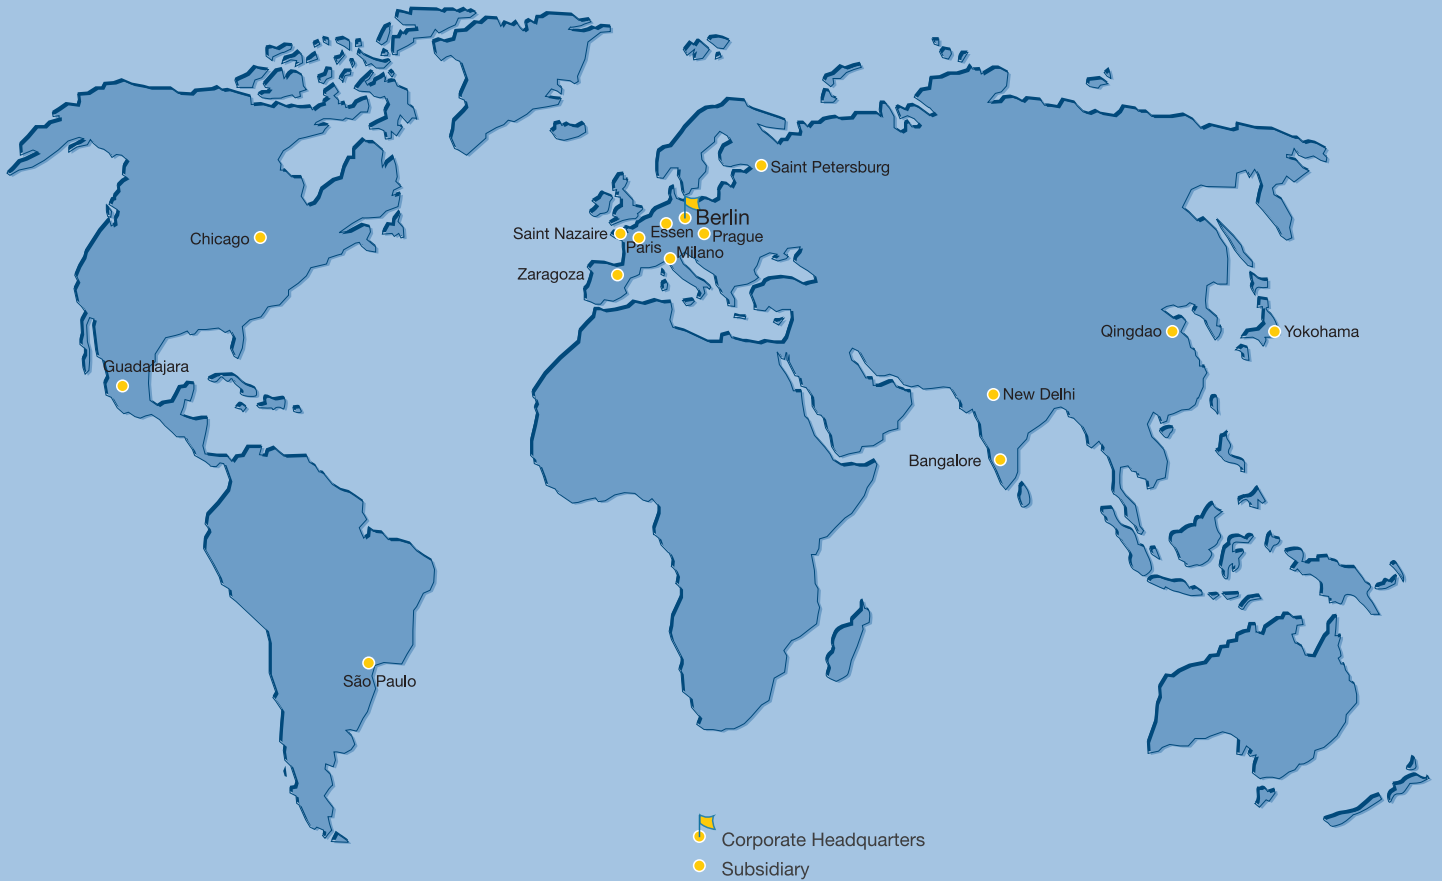 Saint Petersburg
Berlin
Chicago
Saint Nazaire
Essen
Prague
Paris
Milano
Zaragoza
Qingdao
Yokohama
Guadalajara
New Delhi
Bangalore
São Paulo
Corporate Headquarters
Subsidiary